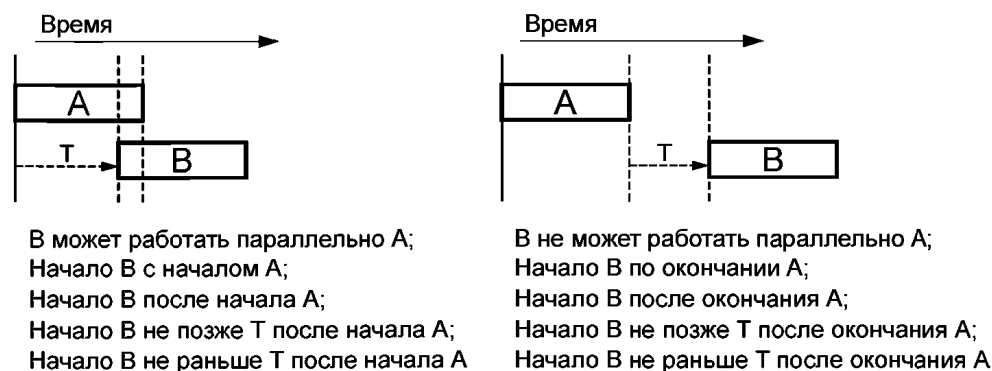 Время
A
T
B
В может работать параллельно А;
Начало В с началом А;
Начало В после начала А;
Начало В не позже Т после начала А;
Начало В не раньше Т после начала А
Время
A
T
B
В не может работать параллельно А;
Начало В по окончании А;
Начало В после окончания А;
Начало В не позже Т после окончания А;
Начало В не раньше Т после окончания А